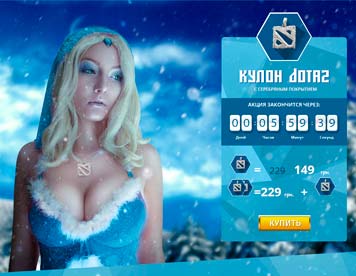 КУЛОН DOTA2
С СЕРЕБРЯНЫМ ПОКРЫТИЕМ
АКЦИЯ ЗАКОНЧИТСЯ ЧЕРЕЗ:
00 05 59 39
Дней Часов Минут Секунд
= 229 149 грн.
=229 грн. +
КУПИТЬ